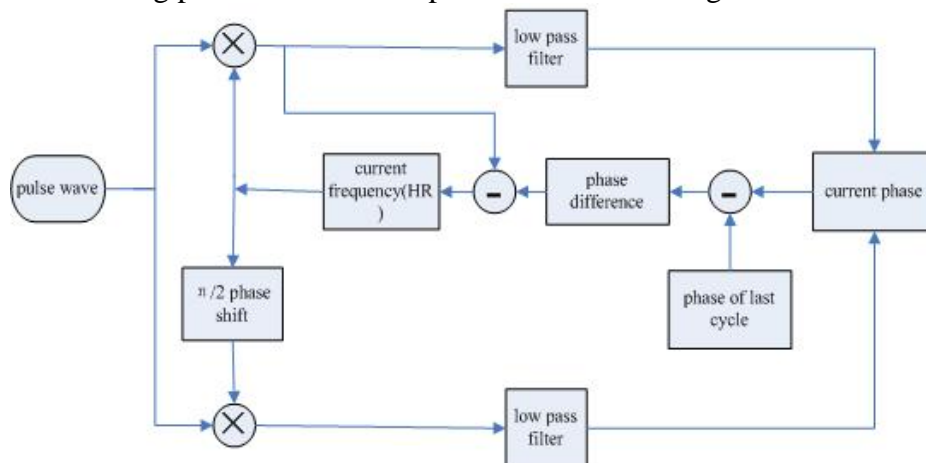 low pass
filter
pulse wave
current
frequency(HR
)
phase
difference
current phase
π/2 phase
shift
phase of last
cycle
low pass
filter